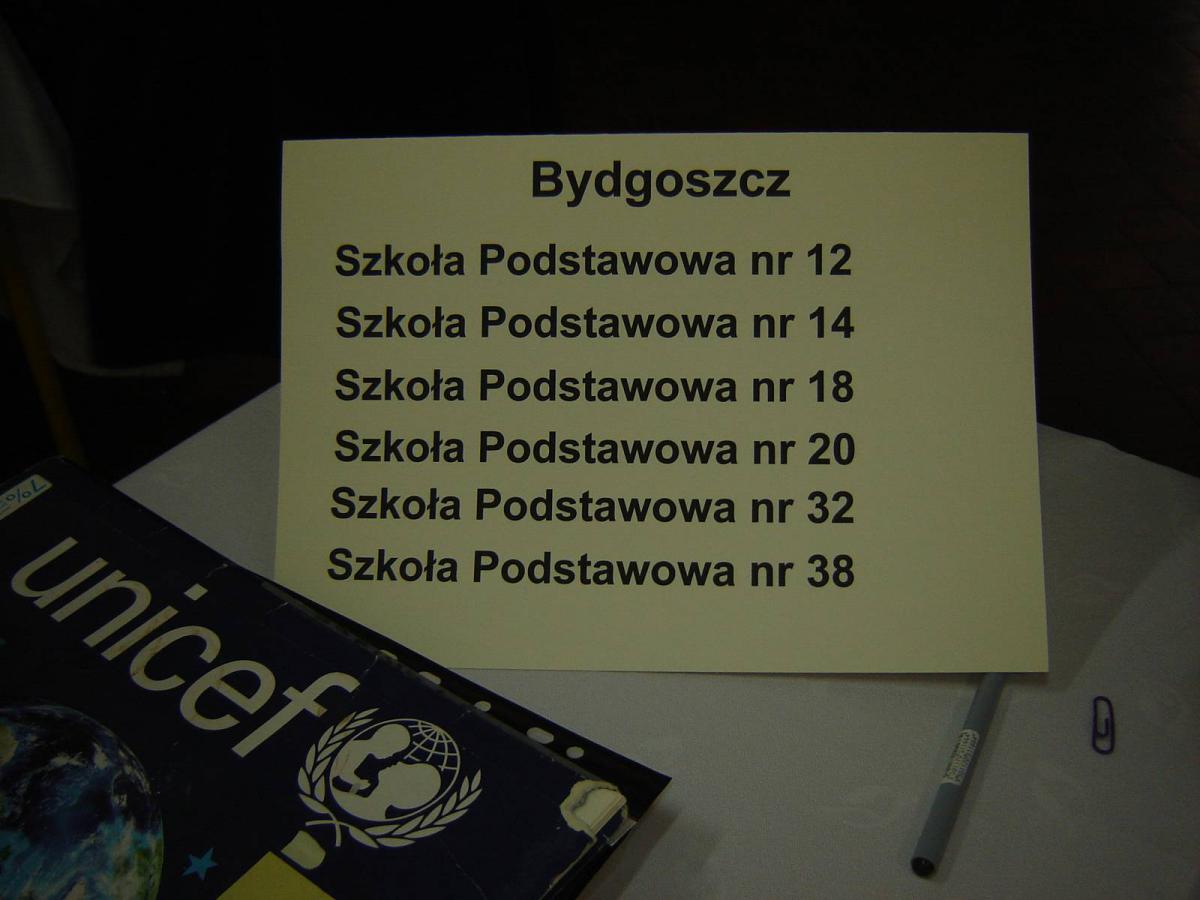 Bydgoszcz
Szkoła Podstawowa nr 12
Szkoła Podstawowa nr 14
Szkoła Podstawowa nr 18
Szkoła Podstawowa nr 20
Szkoła Podstawowa nr 32
Szkoła Podstawowa nr 38
unicef